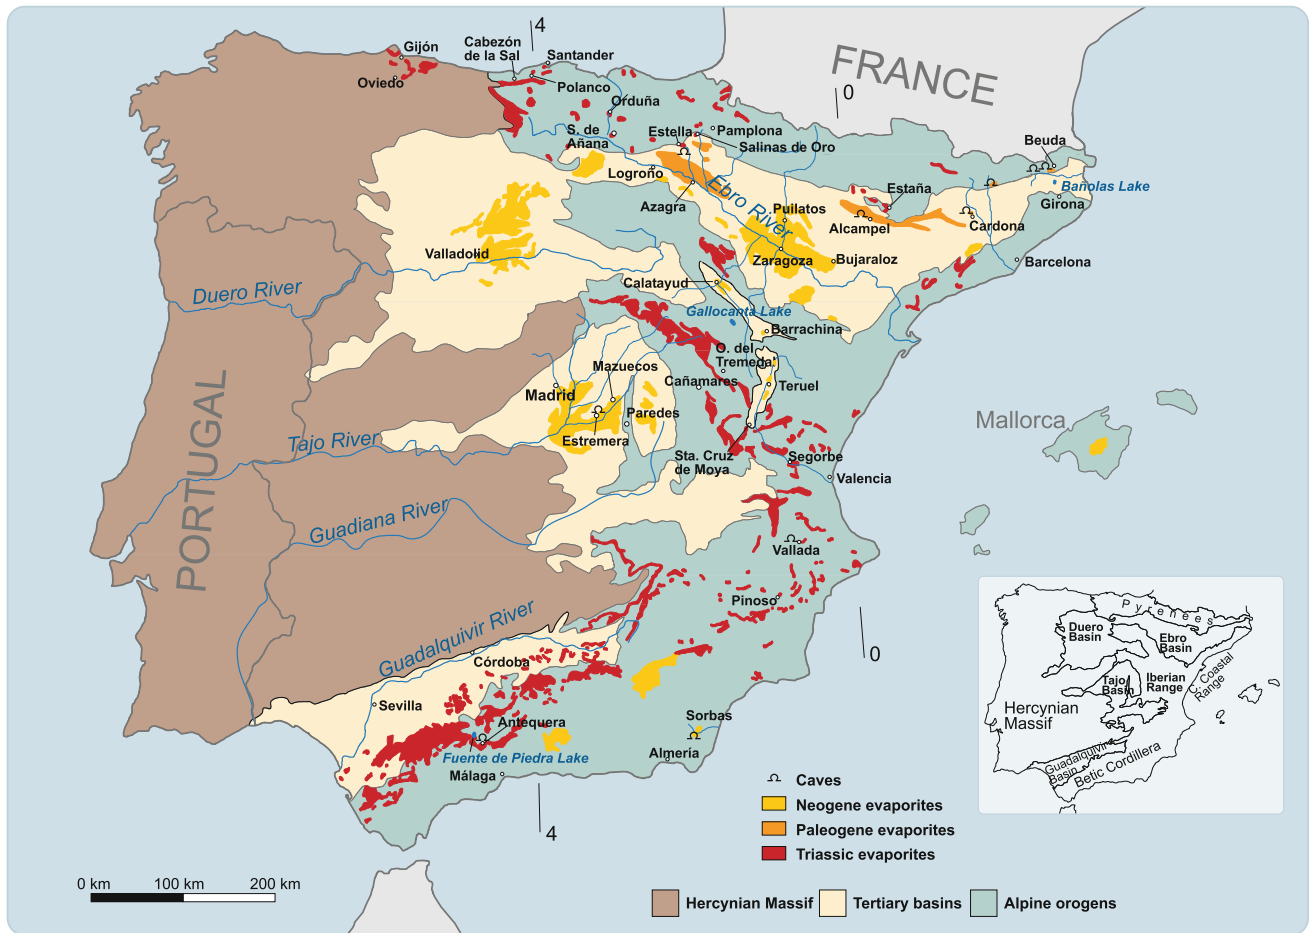 4
FRANCE
0
Gijón
Oviedo
Cabezón
de la Sal
Santander
Polanco
Orduña
S. de
Añana
Estella
Pamplona
Salinas de Oro
Logroño
Azagra
Ebro River
Puilatos
Zaragoza
Bujaraloz
Alcampel
Estaña
Cardona
Beuda
Bañolas Lake
Girona
Barcelona
Valladolid
Duero River
Calatayud
Gallocanta Lake
Barrachina
O. del
Tremedal
Cañamares
Teruel
Mazuecos
Madrid
Paredes
Estremera
Sta. Cruz
de Moya
Segorbe
Valencia
Mallorca
PORTUGAL
Tajo River
Guadiana River
Vallada
Pinoso
0
Guadalquivir River
Córdoba
Sevilla
Antequera
Fuente de Piedra Lake
Málaga
Sorbas
Almería
4
Pyrenees
Duero
Basin
Ebro
Basin
Tajo
Basin
Iberian
Range
C. Coastal
Range
Hercynian
Massif
Guadalquivir
Basin
Betic Cordillera
Caves
Neogene evaporites
Paleogene evaporites
Triassic evaporites
0 km 100 km 200 km
Hercynian Massif Tertiary basins Alpine orogens